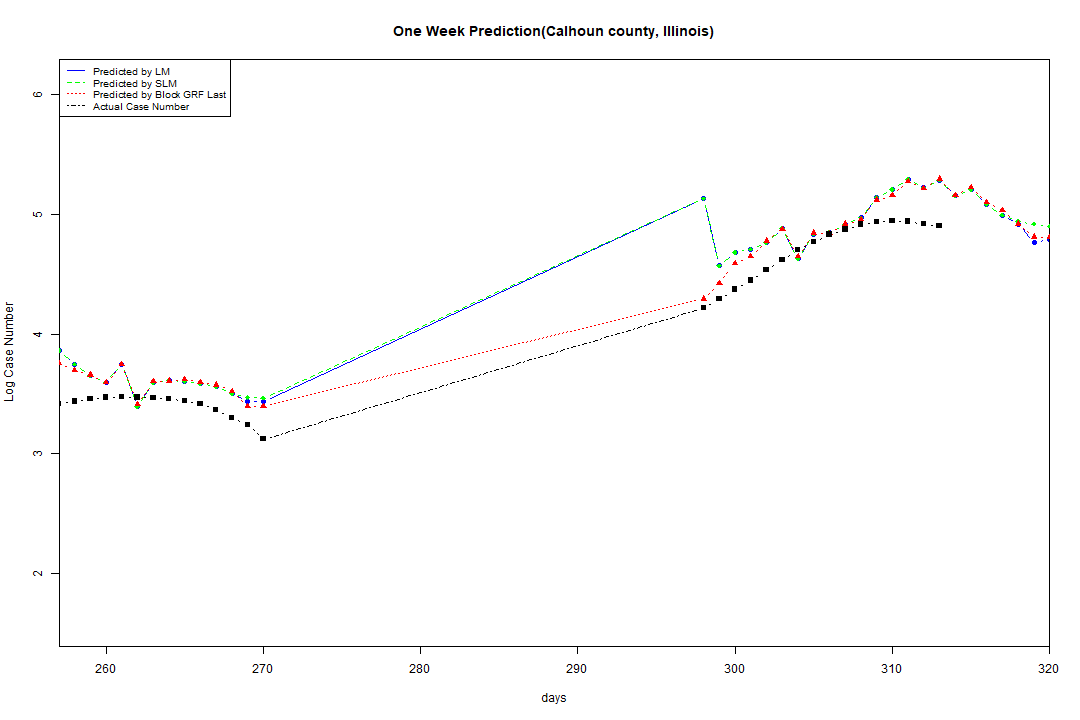 One Week Prediction(Calhoun county, Illinois)
Predicted by LM
Predicted by SLM
Predicted by Block GRF Last
Actual Case Number
6
5
4
3
2
Log Case Number
260 270 280 290 300 310 320
days